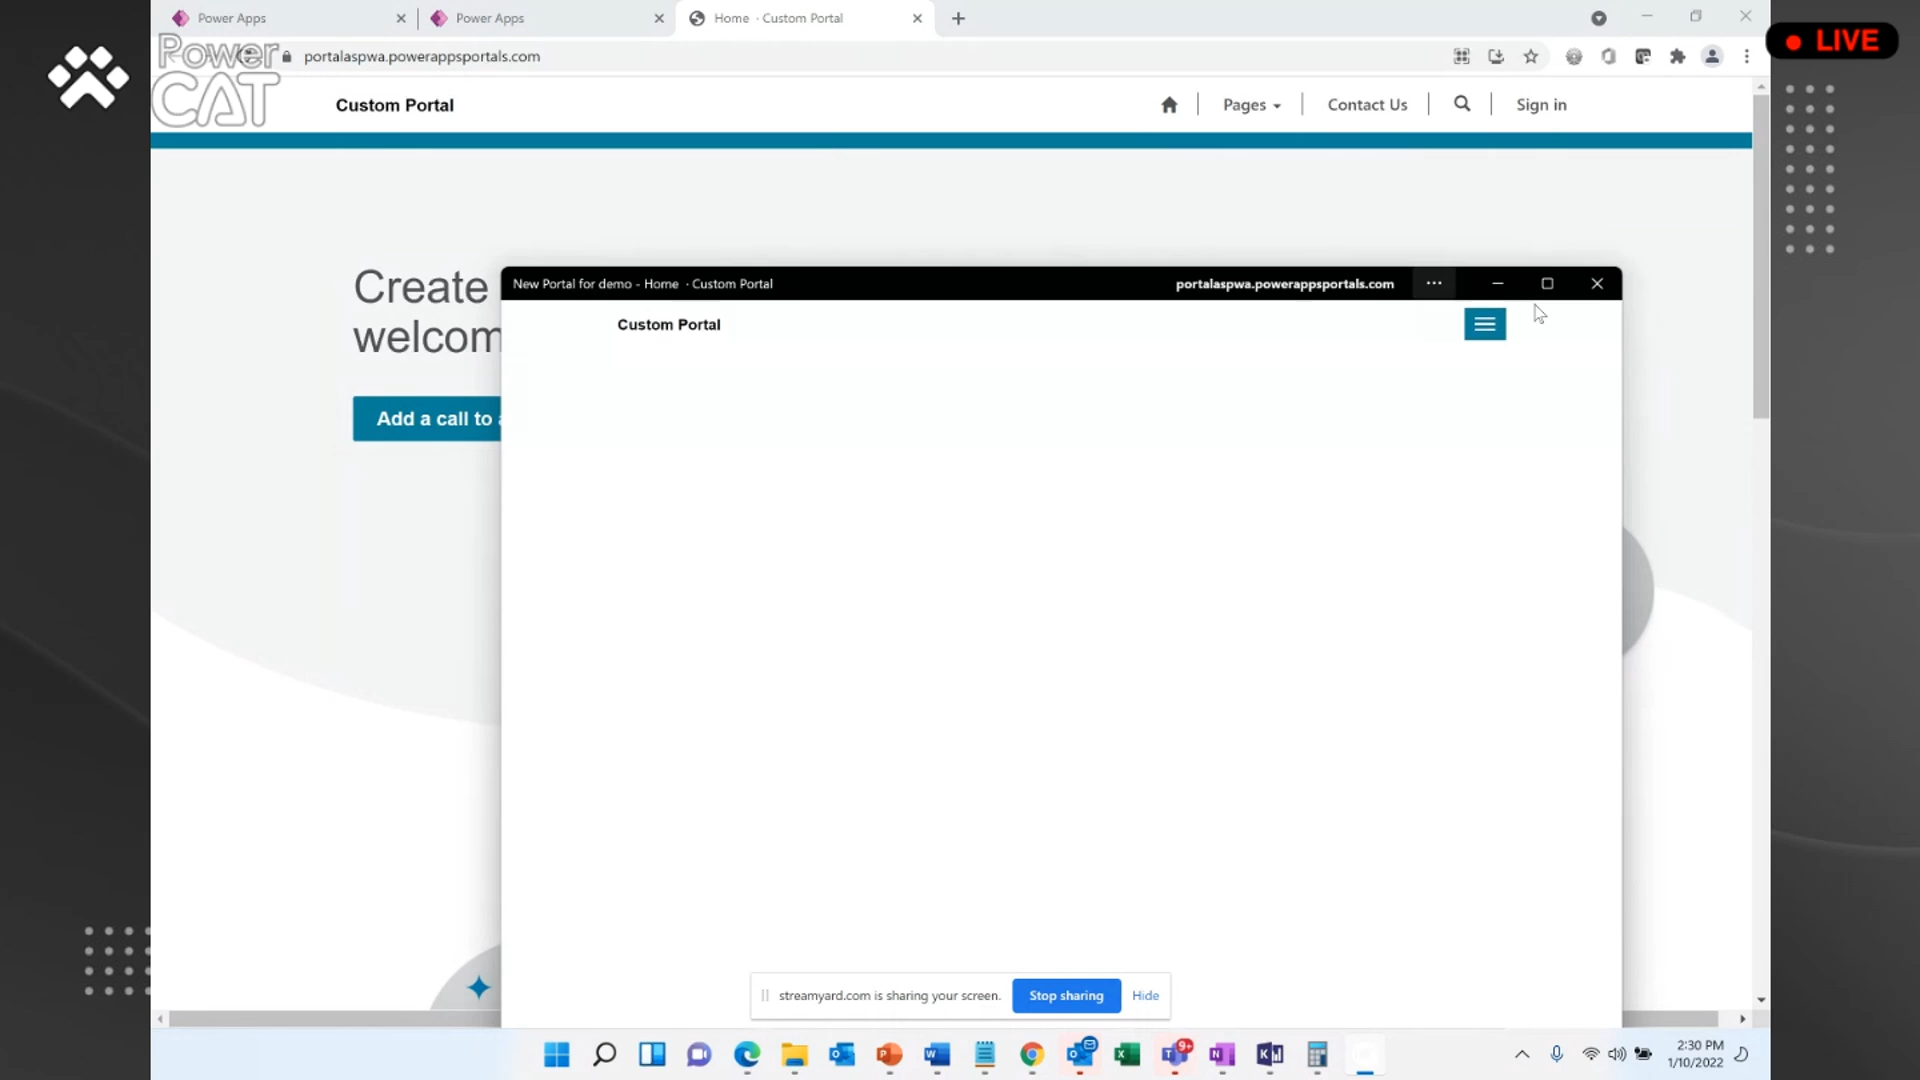 Power Apps
Power Apps
Home · Custom Portal
LIVE
Power
CAT
portalaspwa.powerappsportals.com
Custom Portal
Pages
Contact Us
Sign in
Create
welcom
Add a call to a
New Portal for demo - Home · Custom Portal
portalaspwa.powerappsportals.com
Custom Portal
streamyard.com is sharing your screen.
Stop sharing
Hide
9+
2:30 PM
1/10/2022